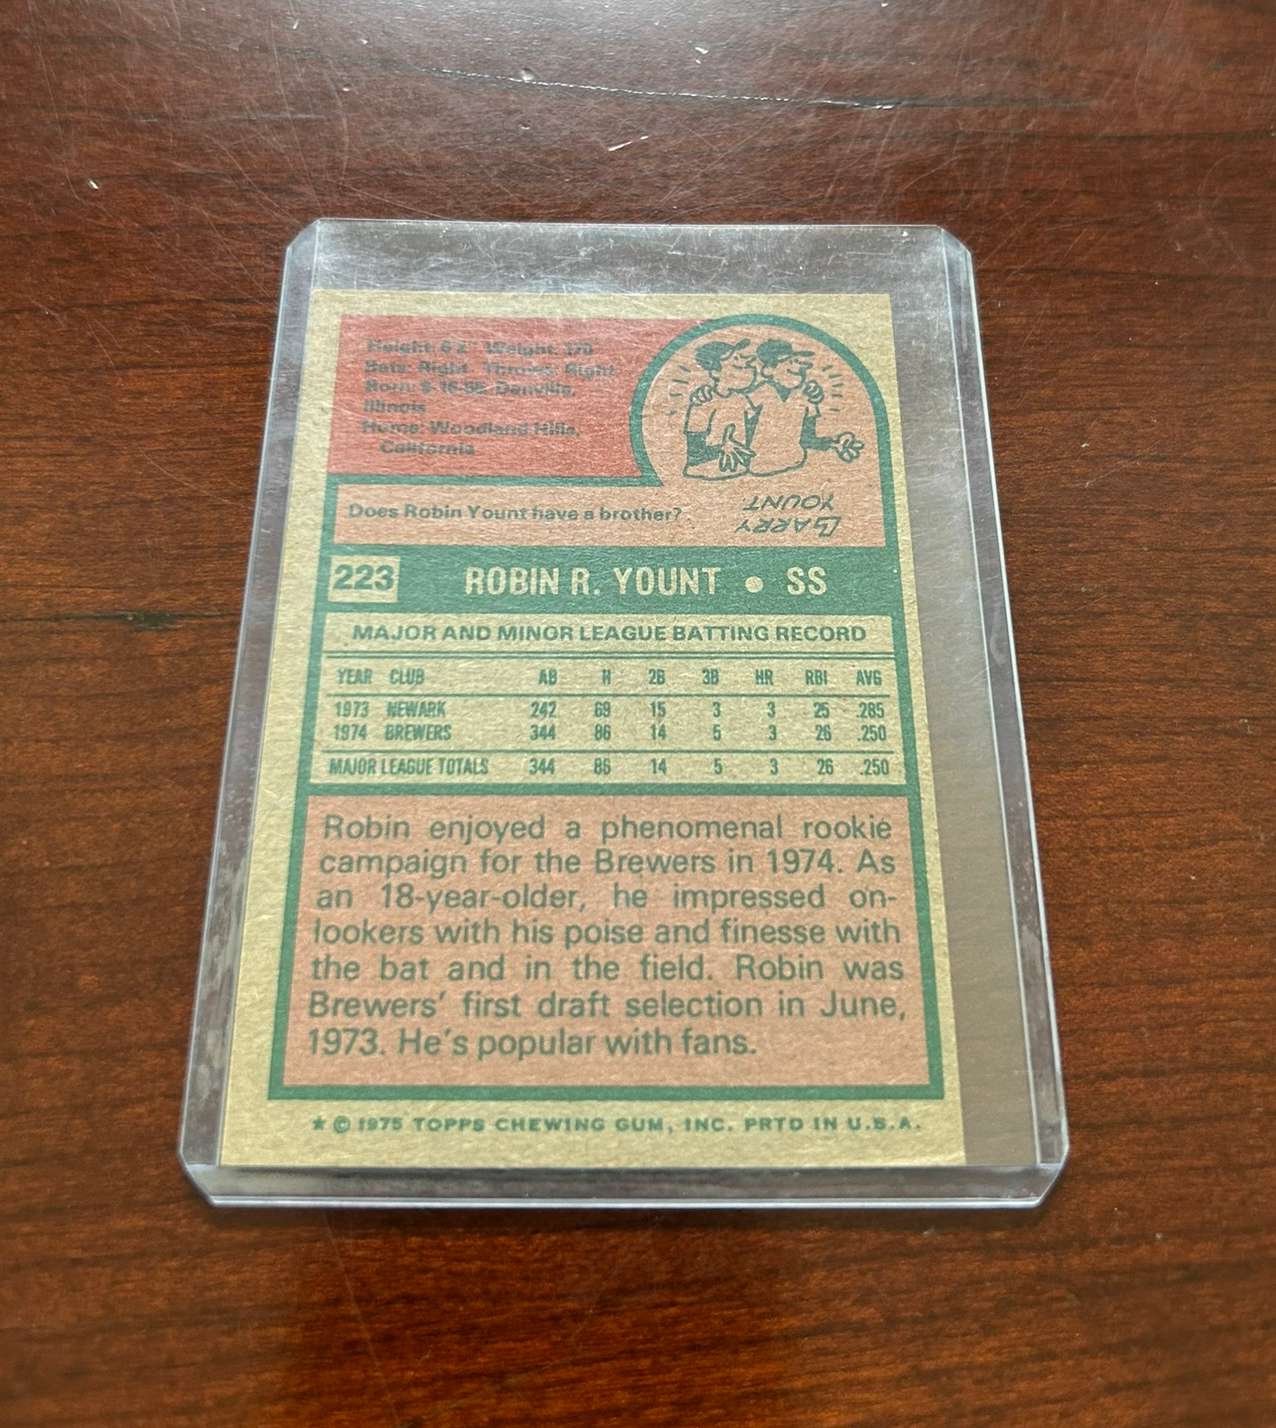 Height: 6'2" Weight: 170
Bats: Right Throws: Right
Born: 9-16-55, Danville,
Illinois
Home: Woodland Hills,
California
Does Robin Yount have a brother?
LARRY
YOUNT
223 ROBIN R. YOUNT • SS
MAJOR AND MINOR LEAGUE BATTING RECORD
YEAR CLUB AB H 2B 3B HR RBI AVG
1973 NEWARK 242 69 15 3 3 25 .285
1974 BREWERS 344 86 14 5 3 26 .250
MAJOR LEAGUE TOTALS 344 86 14 5 3 26 .250
Robin enjoyed a phenomenal rookie
campaign for the Brewers in 1974. As
an 18-year-older, he impressed on-
lookers with his poise and finesse with
the bat and in the field. Robin was
Brewers' first draft selection in June,
1973. He's popular with fans.
★ © 1975 TOPPS CHEWING GUM, INC. PRTD IN U.S.A.